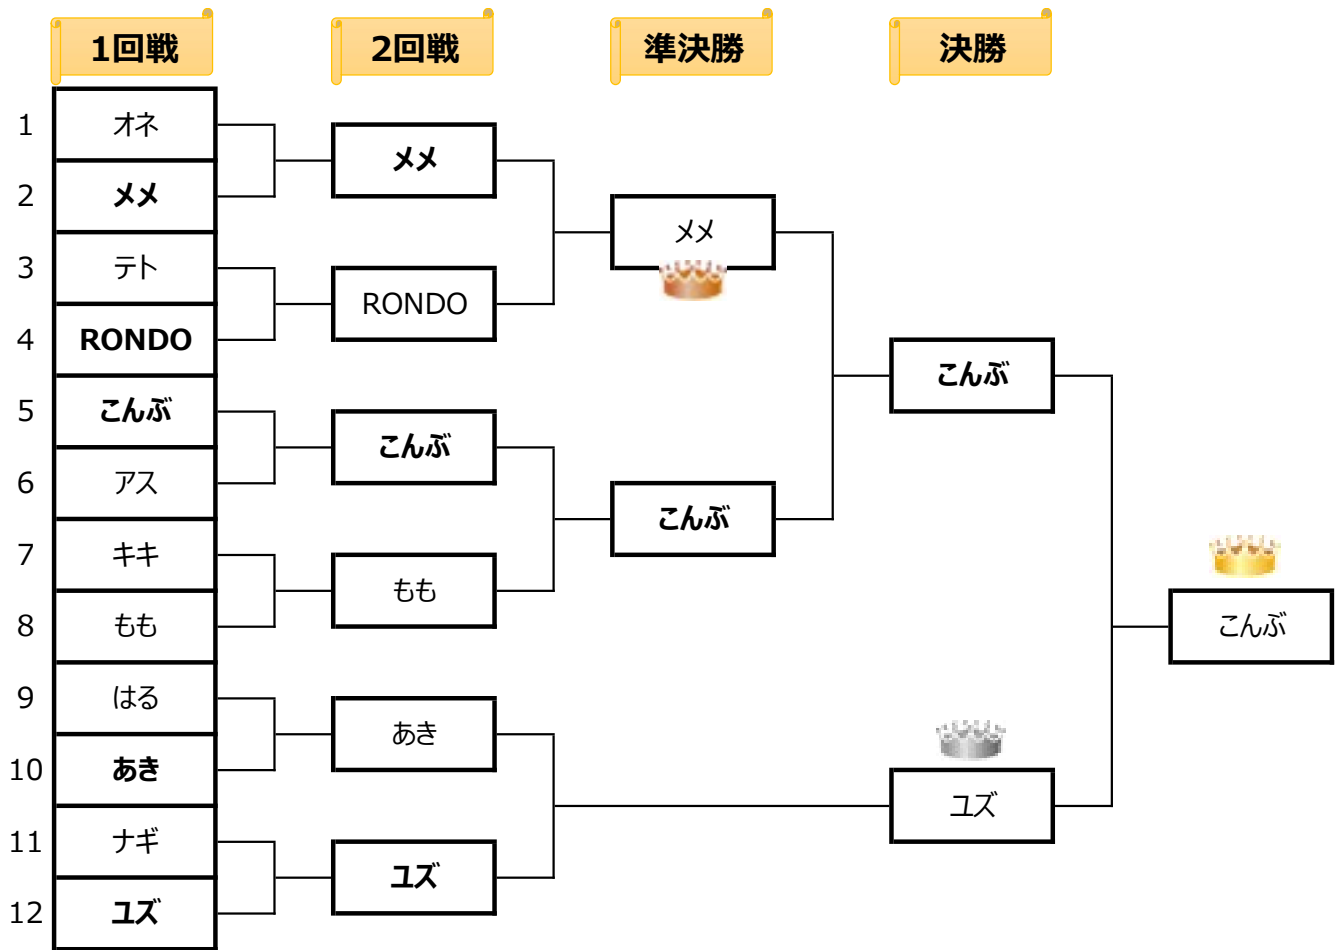 1回戦 2回戦 準決勝 決勝
1 オネ
メメ
2 メメ
メメ
3 テト
RONDO
4 RONDO
こんぶ
5 こんぶ
こんぶ
6 アス
こんぶ
7 キキ
もも
8 もも
こんぶ
9 はる
あき
10 あき
ユズ
11 ナギ
ユズ
12 ユズ